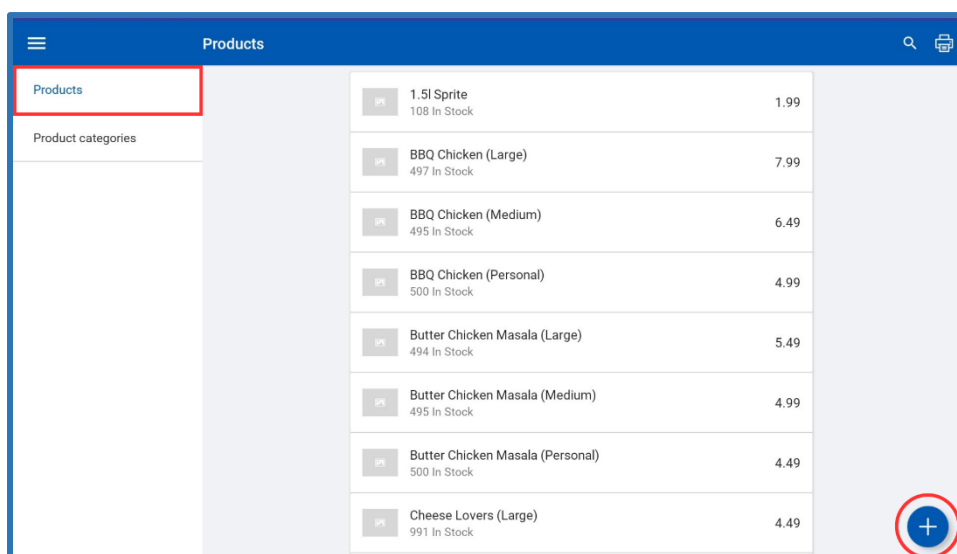 Products
Products
Product categories
1.5l Sprite
108 In Stock
1.99
BBQ Chicken (Large)
497 In Stock
7.99
BBQ Chicken (Medium)
495 In Stock
6.49
BBQ Chicken (Personal)
500 In Stock
4.99
Butter Chicken Masala (Large)
494 In Stock
5.49
Butter Chicken Masala (Medium)
495 In Stock
4.99
Butter Chicken Masala (Personal)
500 In Stock
4.49
Cheese Lovers (Large)
991 In Stock
4.49